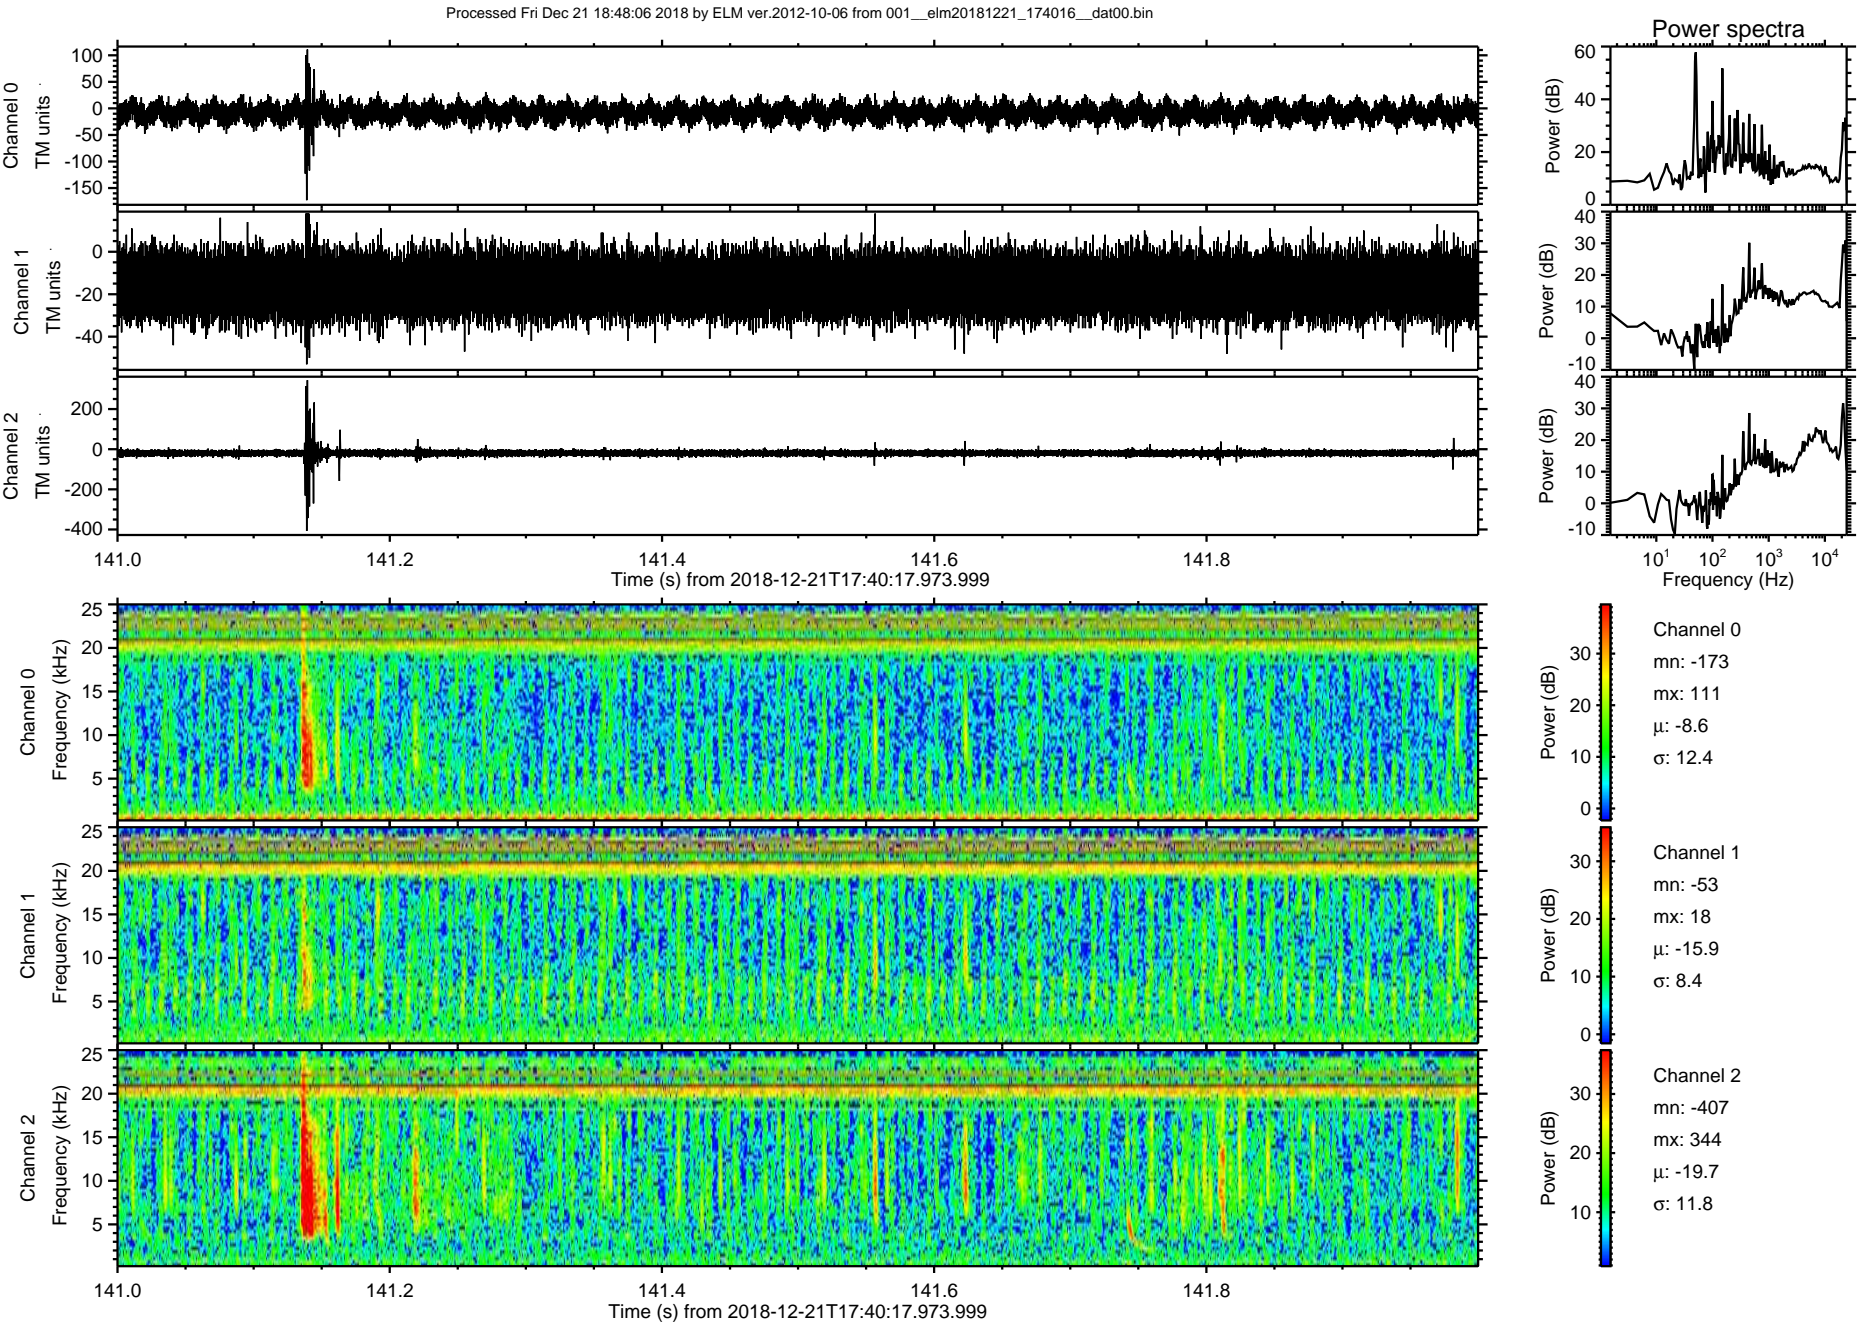 Processed Fri Dec 21 18:48:06 2018 by ELM ver.2012-10-06 from 001__elm20181221_174016__dat00.bin
Power spectra
Channel 0
TM units
100
50
0
-50
-100
-150
Power (dB)
60
40
20
0
Channel 1
TM units
0
-20
-40
Power (dB)
40
30
20
10
0
-10
Channel 2
TM units
200
0
-200
-400
Power (dB)
40
30
20
10
0
-10
141.0 141.2 141.4 141.6 141.8
Time (s) from 2018-12-21T17:40:17.973.999
10¹ 10² 10³ 10⁴
Frequency (Hz)
Channel 0
Frequency (kHz)
25
20
15
10
5
Power (dB)
30
20
10
0
Channel 0
mn: -173
mx: 111
µ: -8.6
σ: 12.4
Channel 1
Frequency (kHz)
25
20
15
10
5
Power (dB)
30
20
10
0
Channel 1
mn: -53
mx: 18
µ: -15.9
σ: 8.4
Channel 2
Frequency (kHz)
25
20
15
10
5
Power (dB)
30
20
10
Channel 2
mn: -407
mx: 344
µ: -19.7
σ: 11.8
141.0 141.2 141.4 141.6 141.8
Time (s) from 2018-12-21T17:40:17.973.999